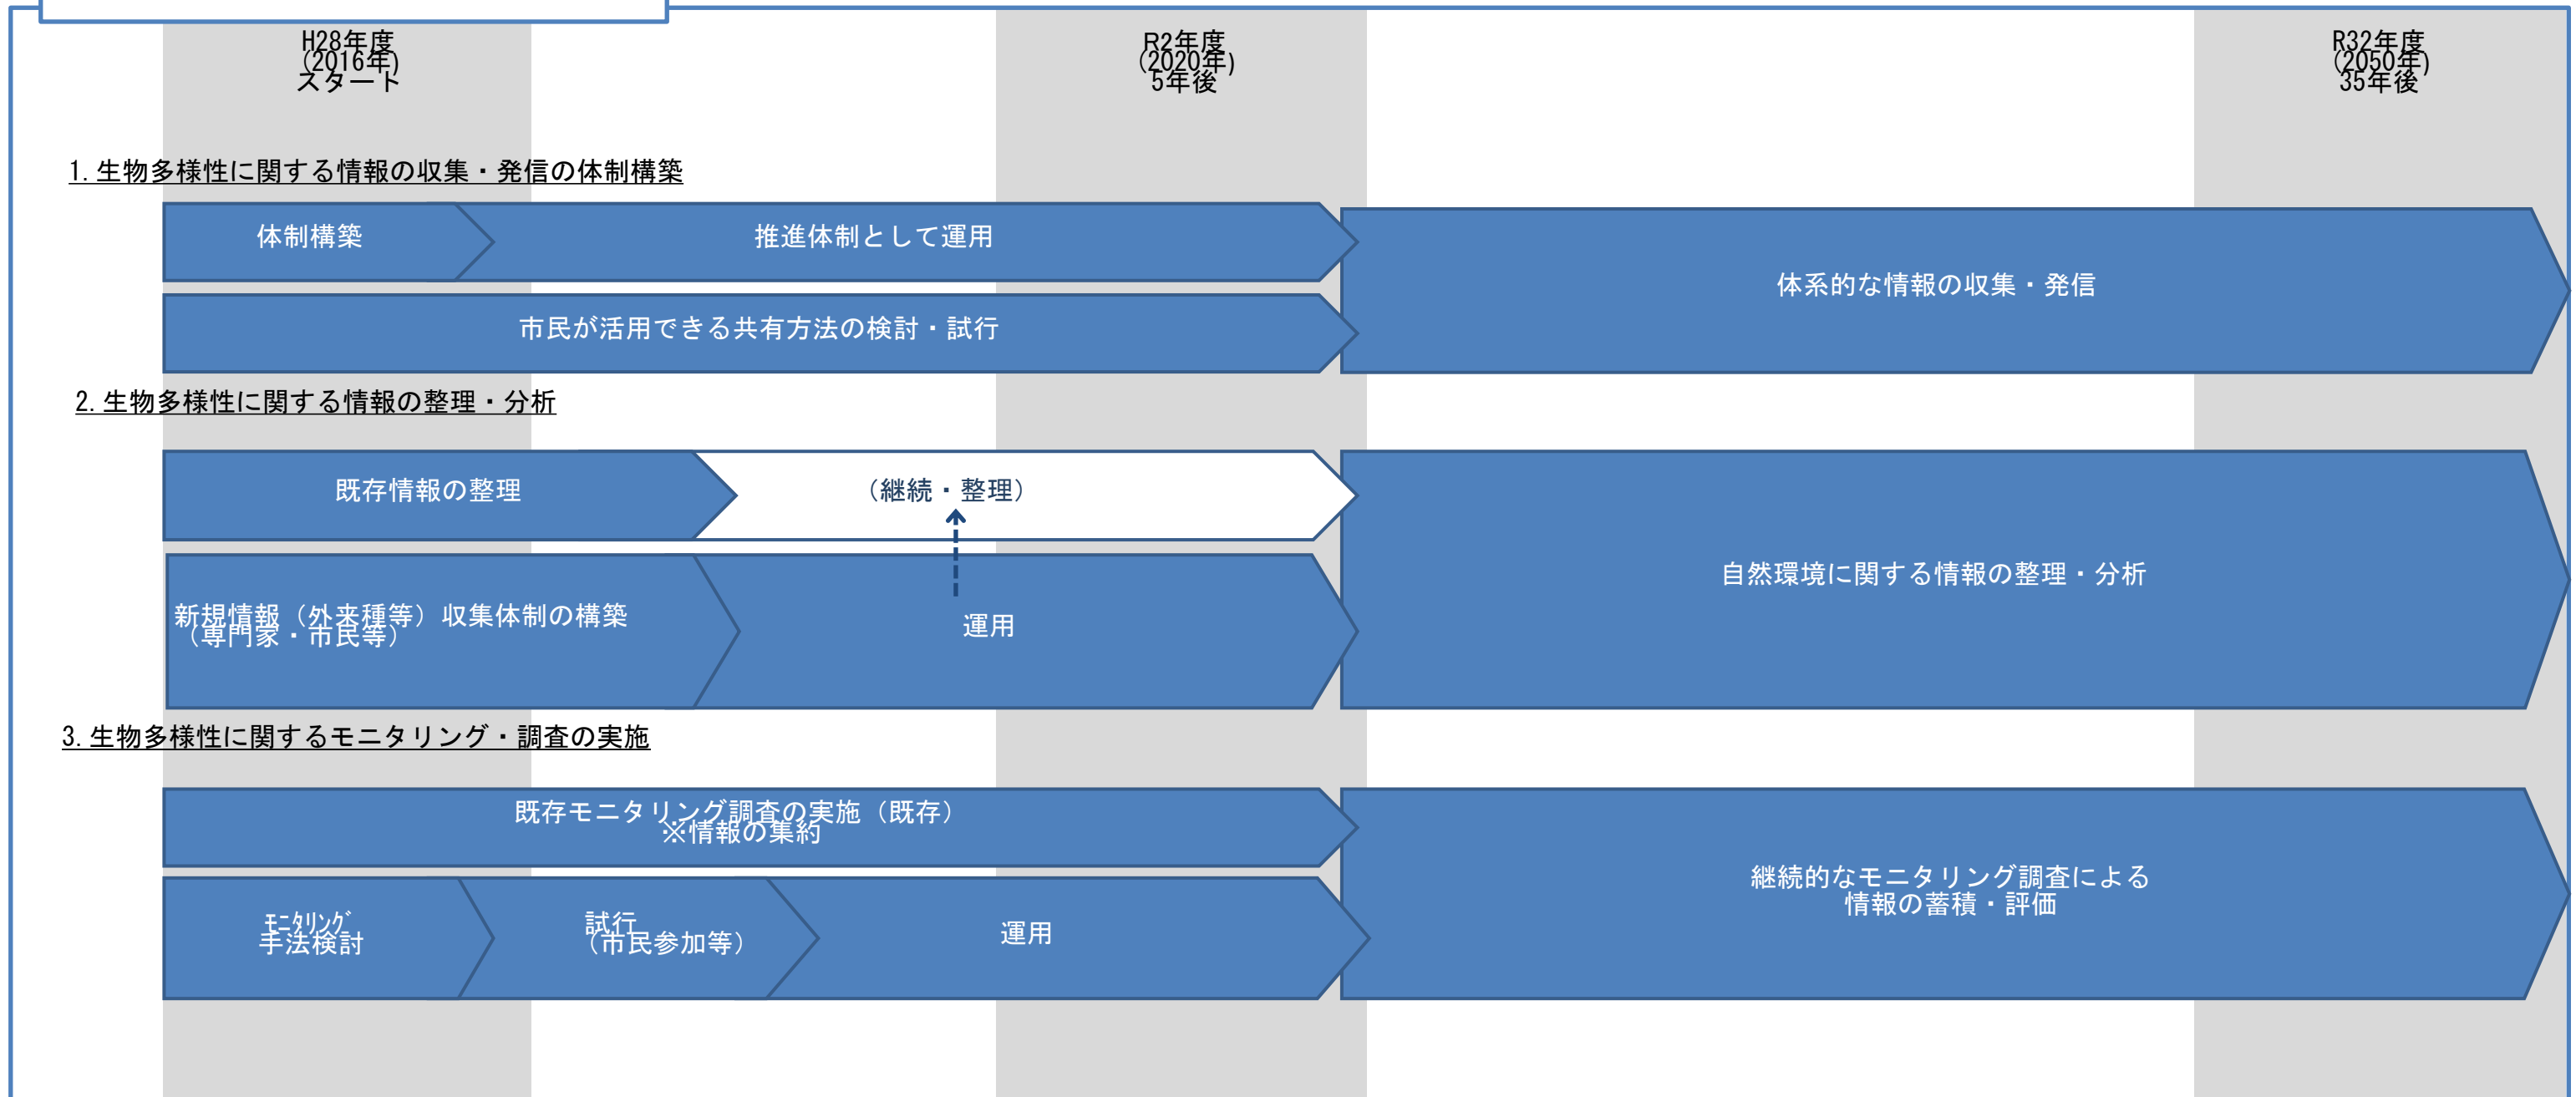 H28年度
(2016年)
スタート
R2年度
(2020年)
5年後
R32年度
(2050年)
35年後
1.生物多様性に関する情報の収集・発信の体制構築
体制構築
推進体制として運用
市民が活用できる共有方法の検討・試行
体系的な情報の収集・発信
2.生物多様性に関する情報の整理・分析
既存情報の整理
（継続・整理）
新規情報（外来種等）収集体制の構築
（専門家・市民等）
運用
自然環境に関する情報の整理・分析
3.生物多様性に関するモニタリング・調査の実施
既存モニタリング調査の実施（既存）
※情報の集約
ﾓﾆﾀﾘﾝｸﾞ
手法検討
試行
（市民参加等）
運用
継続的なモニタリング調査による
情報の蓄積・評価